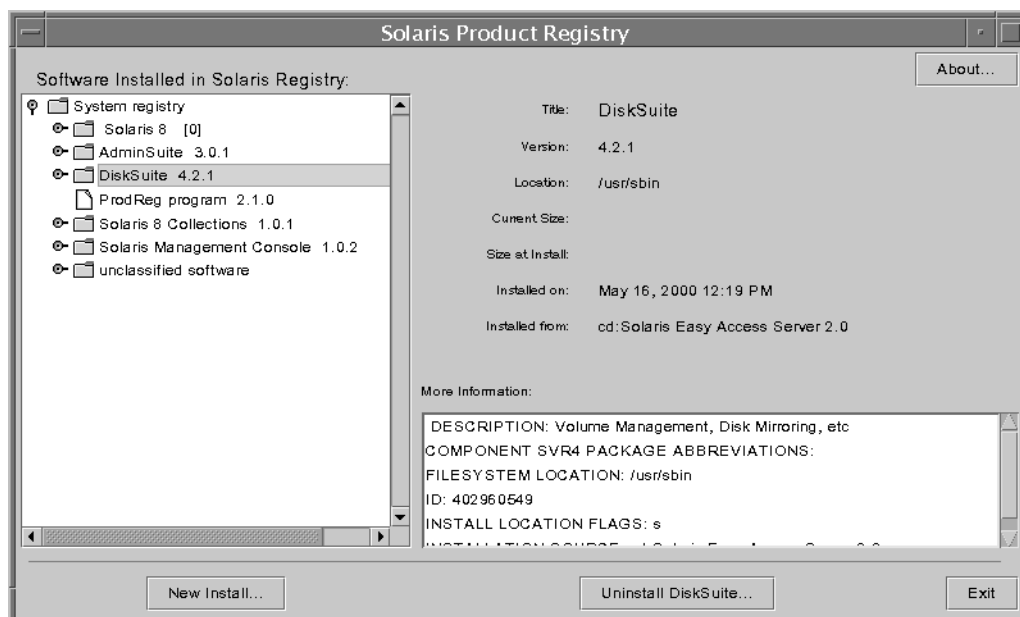 Solaris Product Registry
About...
Software Installed in Solaris Registry:
System registry
Solaris 8 [0]
AdminSuite 3.0.1
DiskSuite 4.2.1
ProdReg program 2.1.0
Solaris 8 Collections 1.0.1
Solaris Management Console 1.0.2
unclassified software
Title: DiskSuite
Version: 4.2.1
Location: /usr/sbin
Current Size:
Size at Install:
Installed on: May 16, 2000 12:19 PM
Installed from: cd:Solaris Easy Access Server 2.0
More Information:
DESCRIPTION: Volume Management, Disk Mirroring, etc
COMPONENT SVR4 PACKAGE ABBREVIATIONS:
FILESYSTEM LOCATION: /usr/sbin
ID: 402960549
INSTALL LOCATION FLAGS: s
New Install...
Uninstall DiskSuite...
Exit